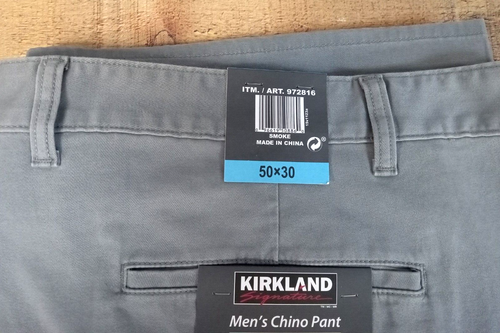 ITM. / ART. 972816
SMOKE
MADE IN CHINA
50×30
KIRKLAND
Signature
Men's Chino Pant